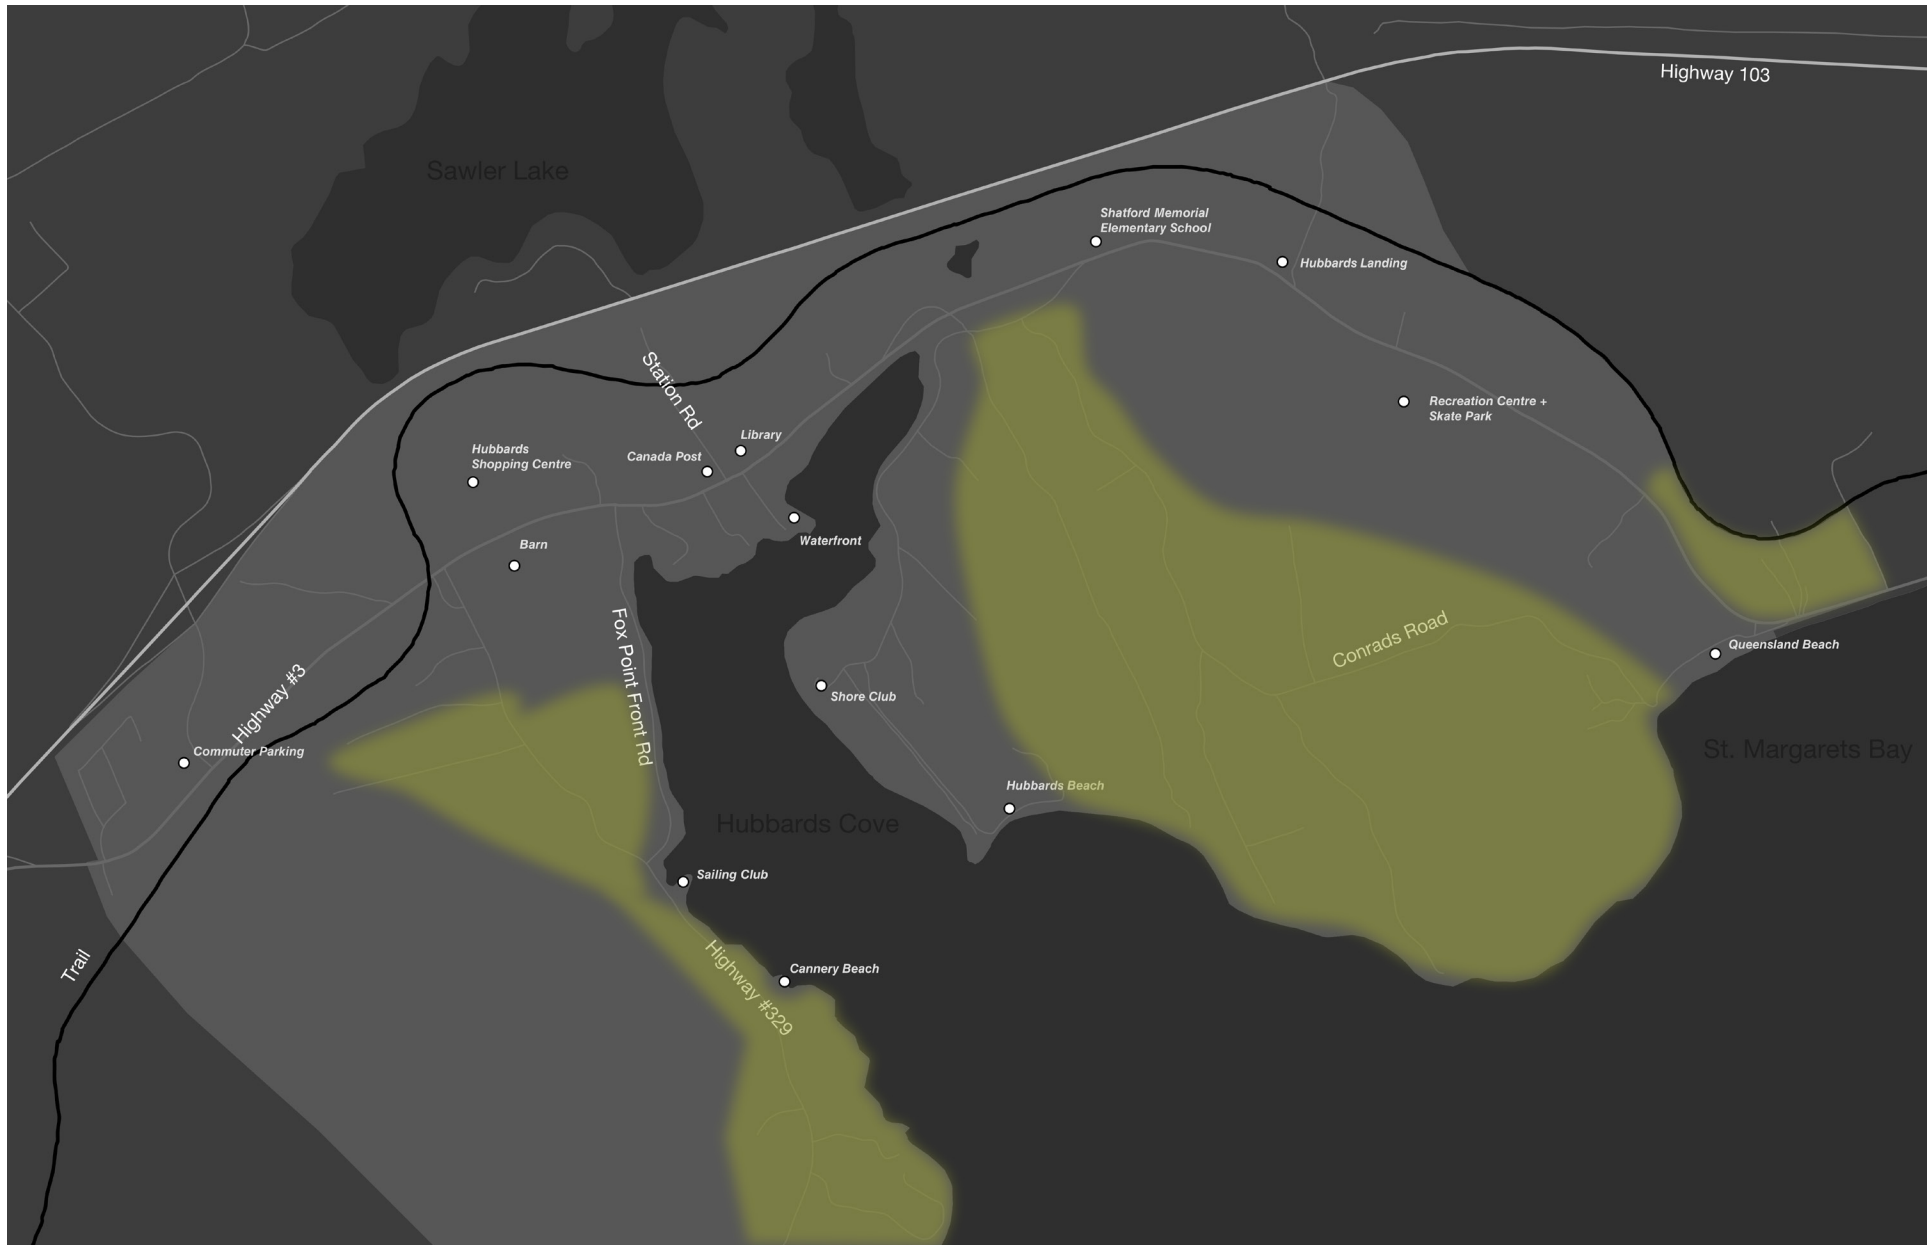 Highway 103
Sawler Lake
Shatford Memorial
Elementary School
Hubbards Landing
Station Rd
Recreation Centre +
Skate Park
Library
Hubbards
Shopping Centre
Canada Post
Waterfront
Barn
Fox Point Front Rd
Conrads Road
Queensland Beach
Highway #3
Shore Club
Commuter Parking
St. Margarets Bay
Hubbards Beach
Hubbards Cove
Sailing Club
Trail
Highway #329
Cannery Beach